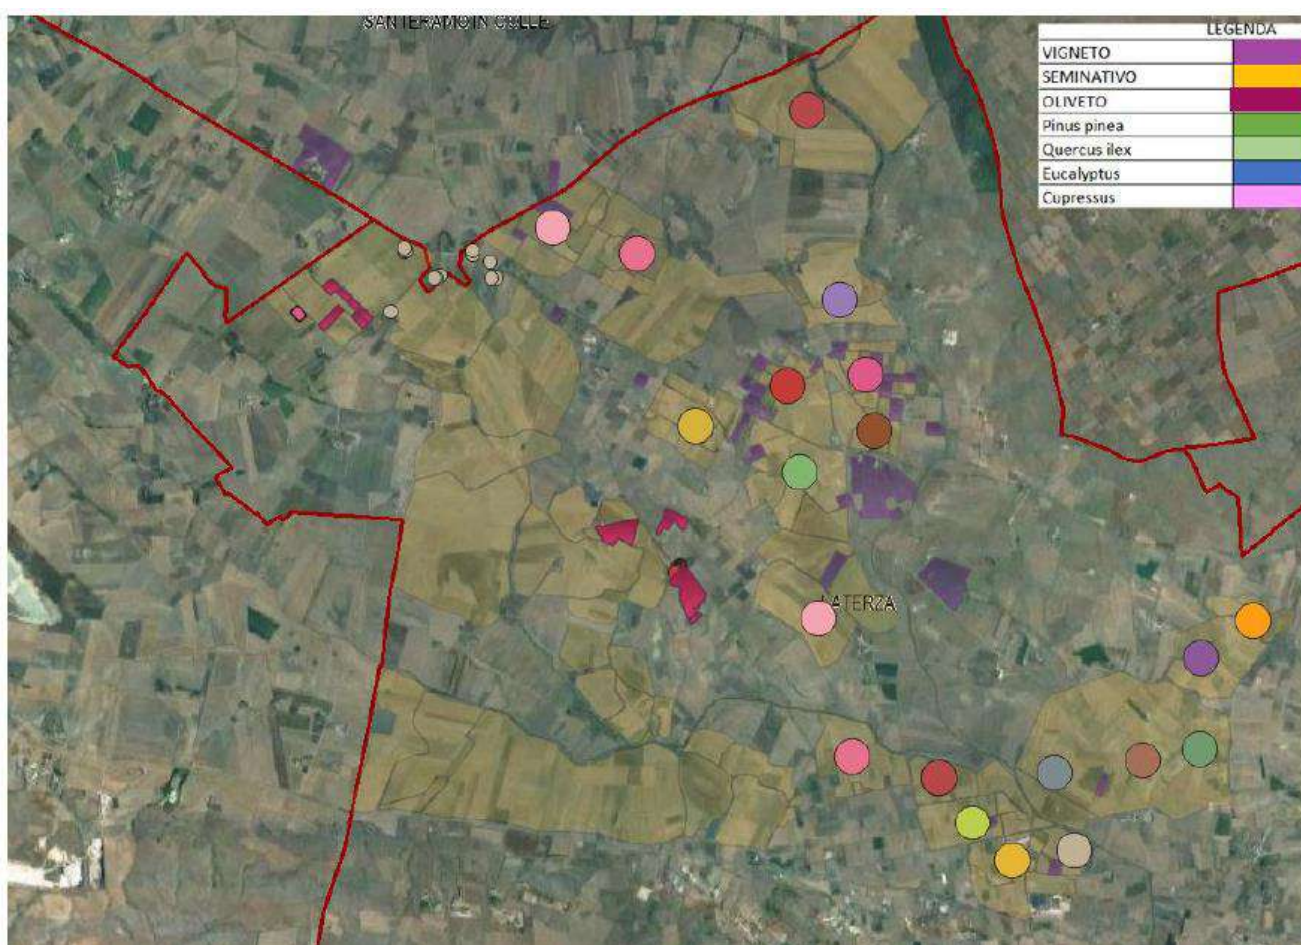 SANTERAMO IN COLLE
LEGENDA
VIGNETO
SEMINATIVO
OLIVETO
Pinus pinea
Quercus ilex
Eucalyptus
Cupressus
LATERZA